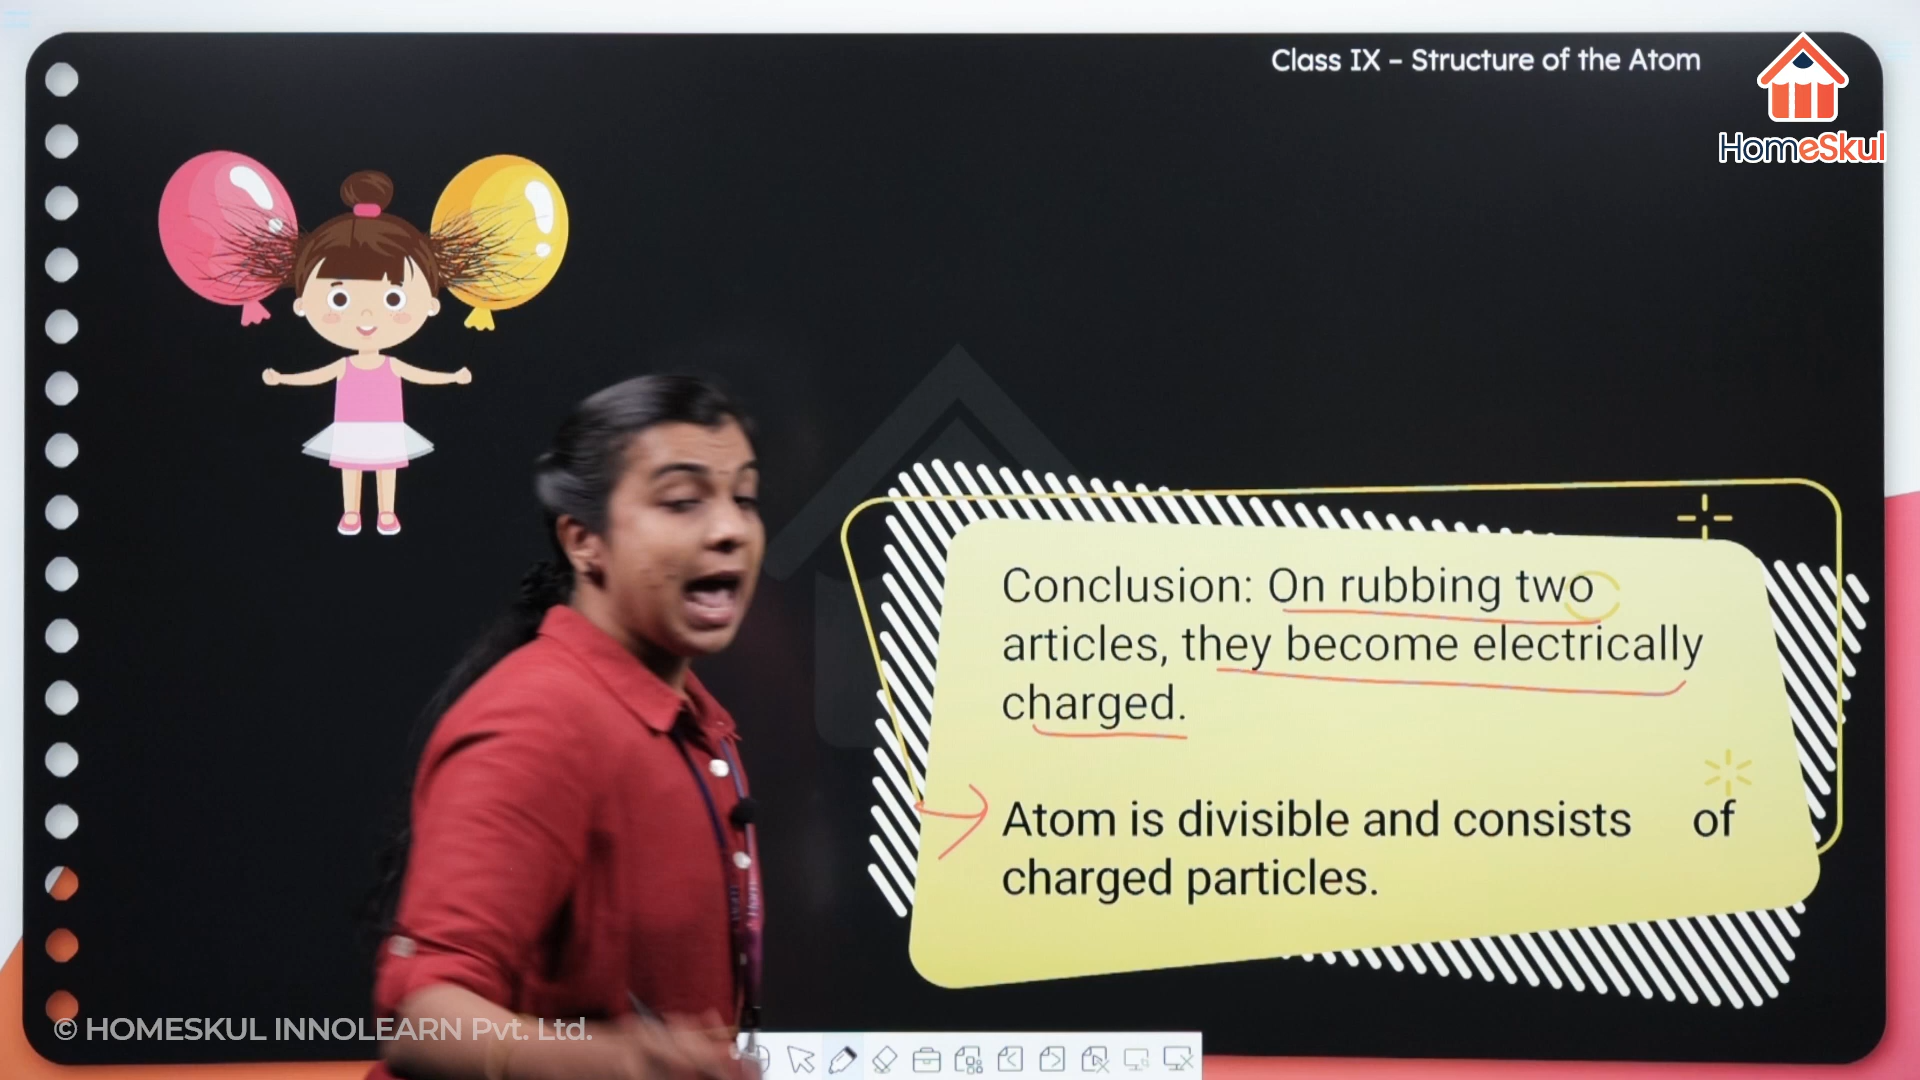 Class IX – Structure of the Atom
HomeSkul
Conclusion: On rubbing two
articles, they become electrically
charged.
Atom is divisible and consists of
charged particles.
© HOMESKUL INNOLEARN Pvt. Ltd.